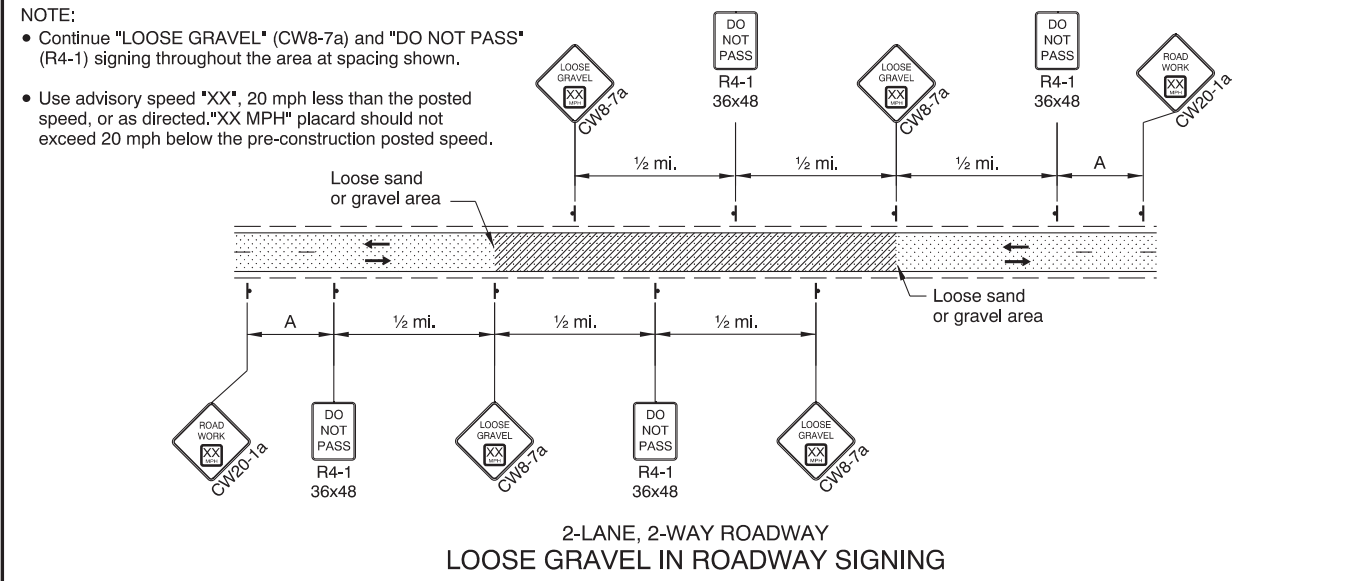 NOTE:
• Continue "LOOSE GRAVEL" (CW8-7a) and "DO NOT PASS"
(R4-1) signing throughout the area at spacing shown.
• Use advisory speed "XX", 20 mph less than the posted
speed, or as directed."XX MPH" placard should not
exceed 20 mph below the pre-construction posted speed.
LOOSE
GRAVEL
XX
MPH
CW8-7a
DO
NOT
PASS
R4-1
36x48
LOOSE
GRAVEL
XX
MPH
CW8-7a
DO
NOT
PASS
R4-1
36x48
ROAD
WORK
XX
MPH
CW20-1a
½ mi.
½ mi.
½ mi.
A
Loose sand
or gravel area
Loose sand
or gravel area
A
½ mi.
½ mi.
½ mi.
ROAD
WORK
XX
MPH
CW20-1a
DO
NOT
PASS
R4-1
36x48
LOOSE
GRAVEL
XX
MPH
CW8-7a
DO
NOT
PASS
R4-1
36x48
LOOSE
GRAVEL
XX
MPH
CW8-7a
2-LANE, 2-WAY ROADWAY
LOOSE GRAVEL IN ROADWAY SIGNING